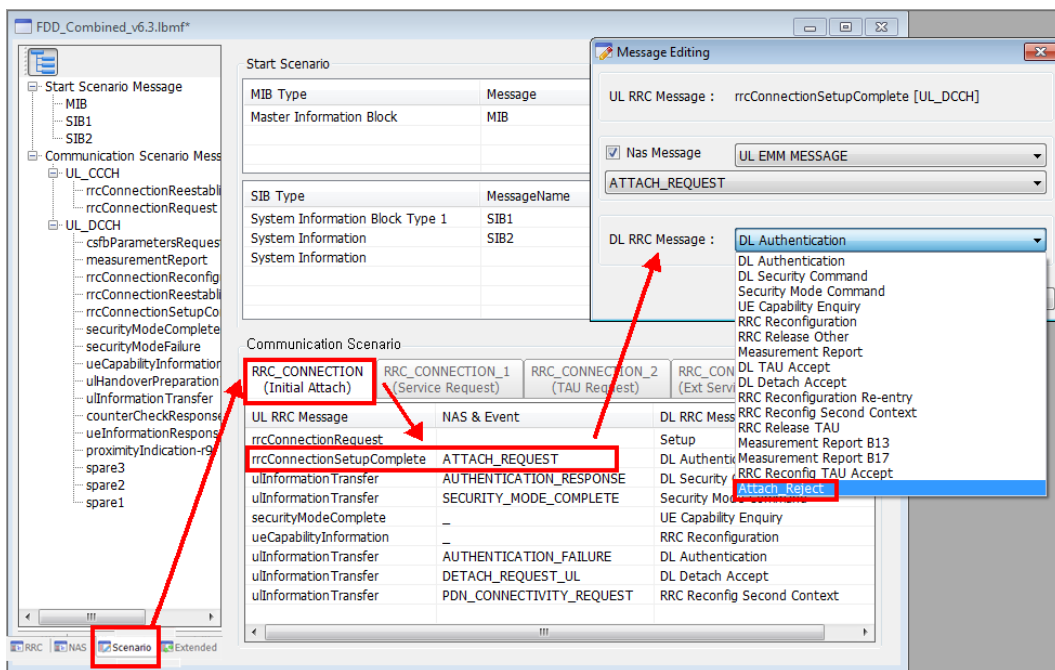 FDD_Combined_v6.3.lbmf*
Start Scenario Message
MIB
SIB1
SIB2
Communication Scenario Mess
UL_CCCH
rrcConnectionReestabli
rrcConnectionRequest
UL_DCCH
csfbParametersReques
measurementReport
rrcConnectionReconfig
rrcConnectionReestabli
rrcConnectionSetupCo
securityModeComplete
securityModeFailure
ueCapabilityInformation
ulHandoverPreparation
ulInformationTransfer
counterCheckResponse
ueInformationRespons
proximityIndication-r9
spare3
spare2
spare1
RRC NAS Scenario Extended
Start Scenario
MIB Type Message
Master Information Block MIB
SIB Type MessageName
System Information Block Type 1 SIB1
System Information SIB2
System Information
Communication Scenario
RRC_CONNECTION RRC_CONNECTION_1 RRC_CONNECTION_2 RRC_CON
(Initial Attach) (Service Request) (TAU Request) (Ext Servi
UL RRC Message NAS & Event DL RRC Mess
rrcConnectionRequest Setup
rrcConnectionSetupComplete ATTACH_REQUEST DL Authentic
ulInformationTransfer AUTHENTICATION_RESPONSE DL Security
ulInformationTransfer SECURITY_MODE_COMPLETE Security Mode Command
securityModeComplete _ UE Capability Enquiry
ueCapabilityInformation _ RRC Reconfiguration
ulInformationTransfer AUTHENTICATION_FAILURE DL Authentication
ulInformationTransfer DETACH_REQUEST_UL DL Detach Accept
ulInformationTransfer PDN_CONNECTIVITY_REQUEST RRC Reconfig Second Context
Message Editing
UL RRC Message : rrcConnectionSetupComplete [UL_DCCH]
Nas Message UL EMM MESSAGE
ATTACH_REQUEST
DL RRC Message : DL Authentication
DL Authentication
DL Security Command
Security Mode Command
UE Capability Enquiry
RRC Reconfiguration
RRC Release Other
Measurement Report
DL TAU Accept
DL Detach Accept
RRC Reconfiguration Re-entry
RRC Reconfig Second Context
RRC Release TAU
Measurement Report B13
Measurement Report B17
RRC Reconfig TAU Accept
Attach_Reject